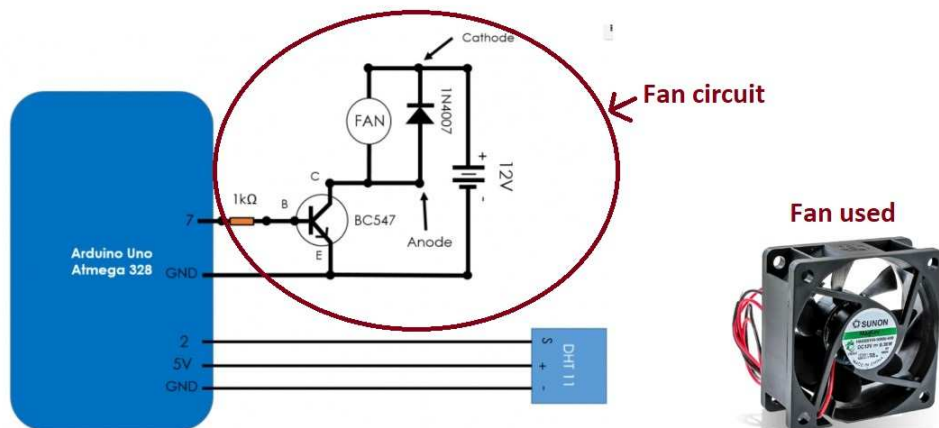 Cathode
Fan circuit
FAN
1N4007
+
12V
-
C
1kΩ
B
BC547
7
Anode
E
Arduino Uno
Atmega 328
GND
Fan used
2
S
5V
+
DHT 11
GND
-
SUNON